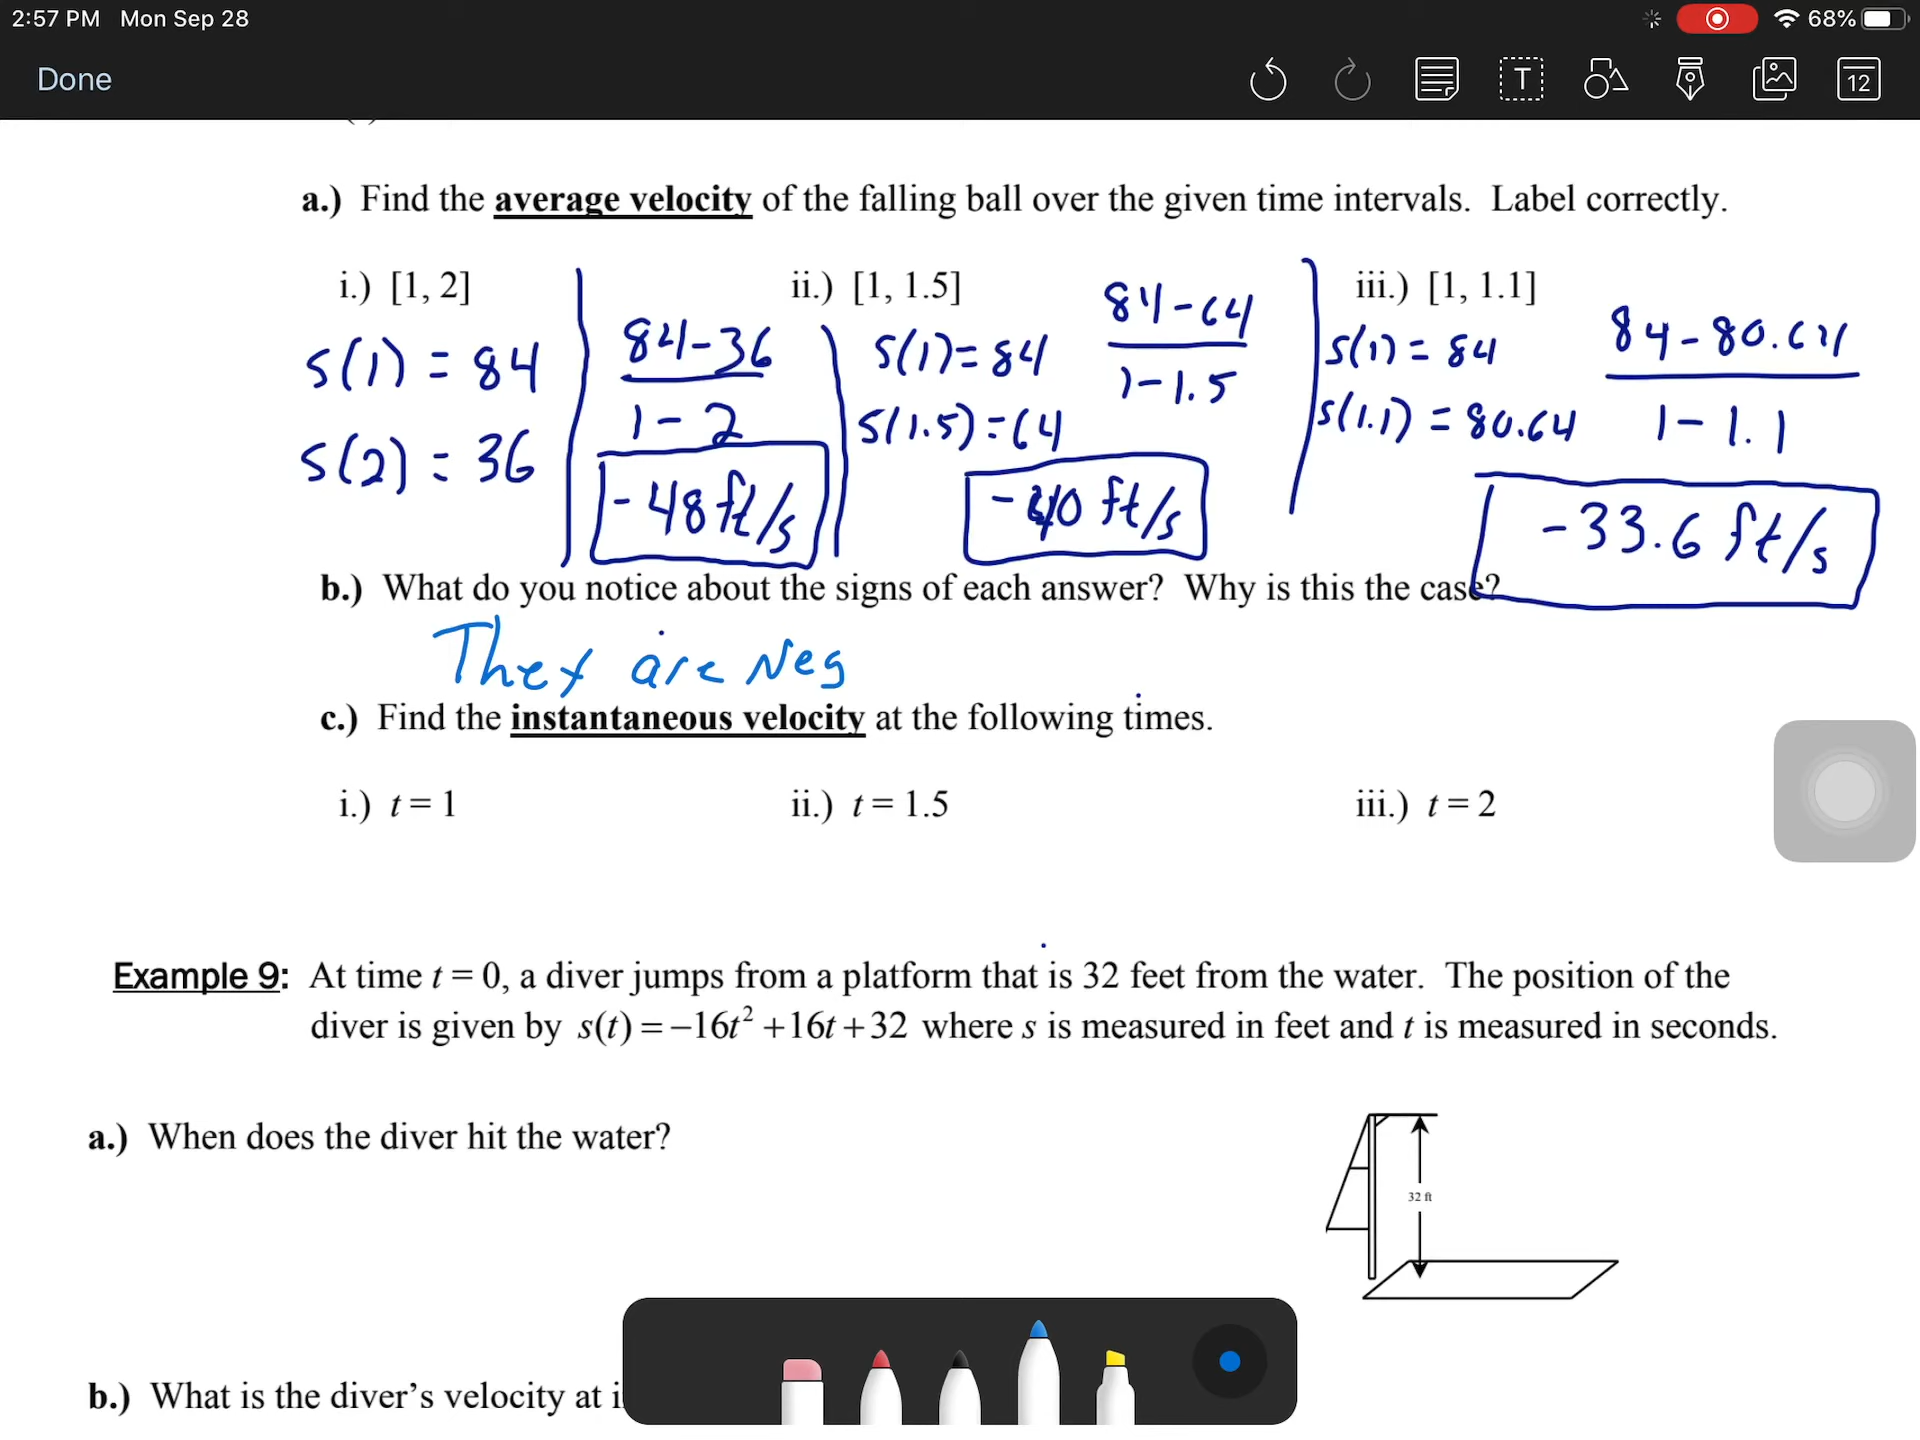 2:57 PM Mon Sep 28
68%
Done
T
12
a.) Find the average velocity of the falling ball over the given time intervals. Label correctly.
i.) [1, 2]
s(1) = 84
s(2) = 36
84-36
1-2
-48 ft/s
ii.) [1, 1.5]
s(1)=84
s(1.5)=64
84-64
1-1.5
-40 ft/s
iii.) [1, 1.1]
s(1) = 84
s(1.1) = 80.64
84-80.64
1-1.1
-33.6 ft/s
b.) What do you notice about the signs of each answer? Why is this the case?
They are Neg
c.) Find the instantaneous velocity at the following times.
i.) t = 1 ii.) t = 1.5 iii.) t = 2
Example 9: At time t = 0, a diver jumps from a platform that is 32 feet from the water. The position of the
diver is given by s(t) = −16t² +16t + 32 where s is measured in feet and t is measured in seconds.
a.) When does the diver hit the water?
32 ft
b.) What is the diver's velocity at